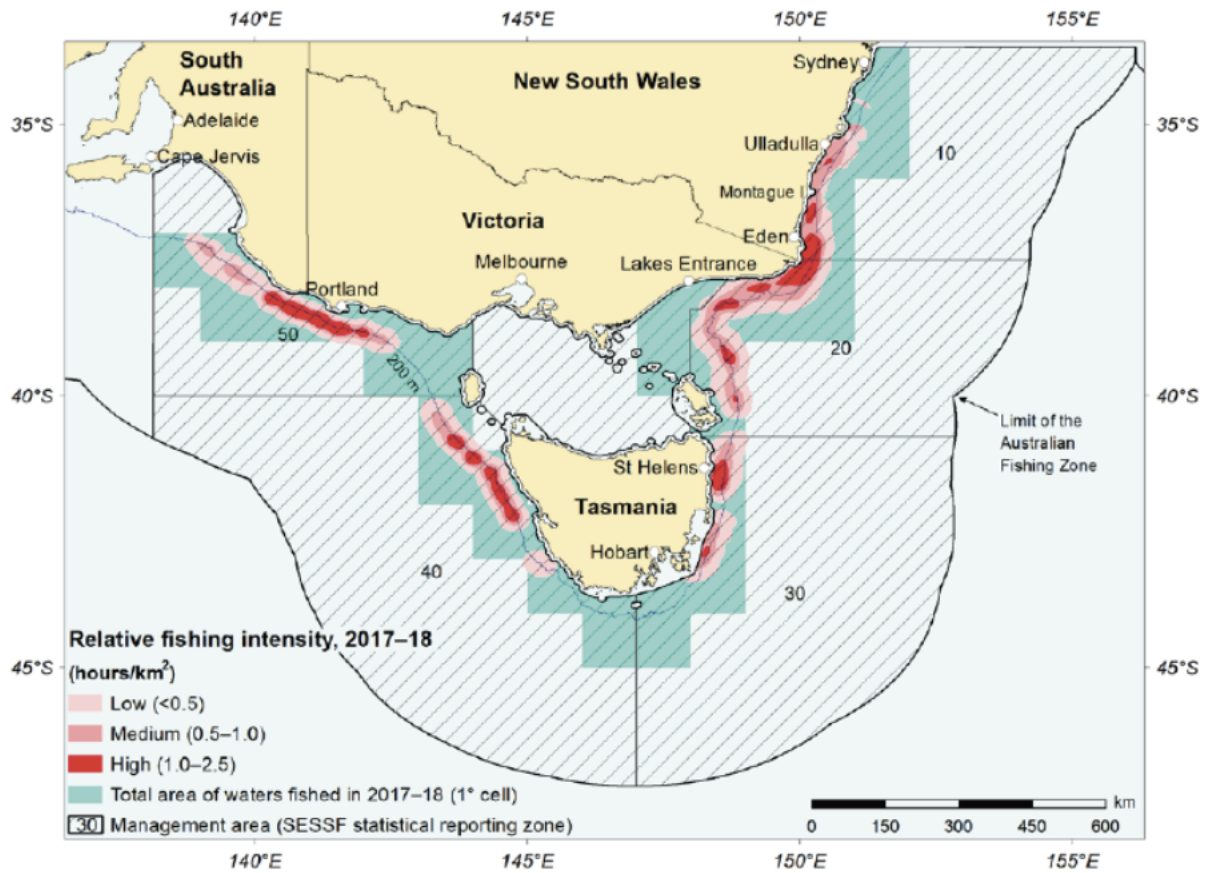 140°E
145°E
150°E
155°E
South
Australia
New South Wales
Sydney
35°S
Adelaide
35°S
Cape Jervis
Ulladulla
10
Montague I.
Victoria
Eden
Melbourne
Lakes Entrance
Portland
50
20
200 m
40°S
40°S
Limit of the
Australian
Fishing Zone
St Helens
Tasmania
Hobart
40
30
Relative fishing intensity, 2017–18
(hours/km²)
45°S
45°S
Low (<0.5)
Medium (0.5–1.0)
High (1.0–2.5)
Total area of waters fished in 2017–18 (1° cell)
30 Management area (SESSF statistical reporting zone)
km
0 150 300 450 600
140°E
145°E
150°E
155°E